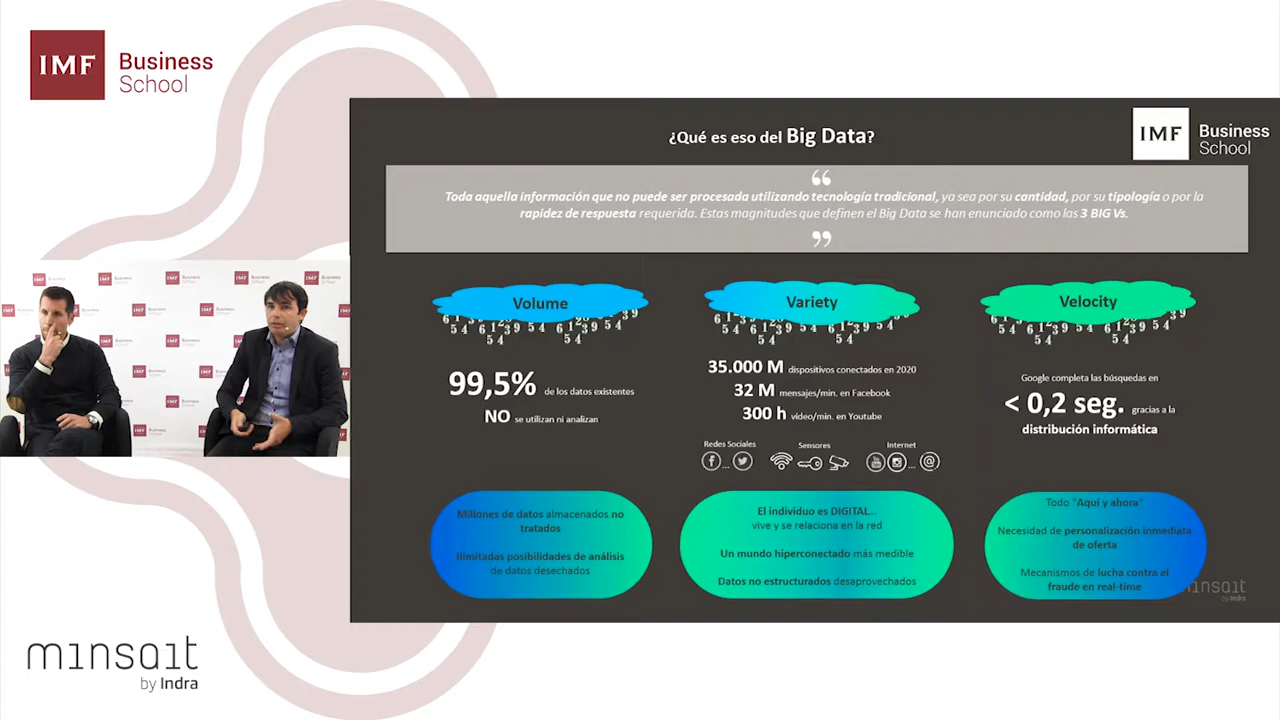 IMF Business
School
¿Qué es eso del Big Data?
IMF Business
School
“
Toda aquella información que no puede ser procesada utilizando tecnología tradicional, ya sea por su cantidad, por su tipología o por la
rapidez de respuesta requerida. Estas magnitudes que definen el Big Data se han enunciado como las 3 BIG Vs.
”
Volume
99,5% de los datos existentes
NO se utilizan ni analizan
Millones de datos almacenados no
tratados
Ilimitadas posibilidades de análisis
de datos desechados
Variety
35.000 M dispositivos conectados en 2020
32 M mensajes/min. en Facebook
300 h vídeo/min. en Youtube
Redes Sociales
Sensores
Internet
El individuo es DIGITAL...
vive y se relaciona en la red
Un mundo hiperconectado más medible
Datos no estructurados desaprovechados
Velocity
Google completa las búsquedas en
< 0,2 seg. gracias a la
distribución informática
Todo "Aquí y ahora"
Necesidad de personalización inmediata
de oferta
Mecanismos de lucha contra el
fraude en real-time
minsait
by Indra
minsait
by Indra